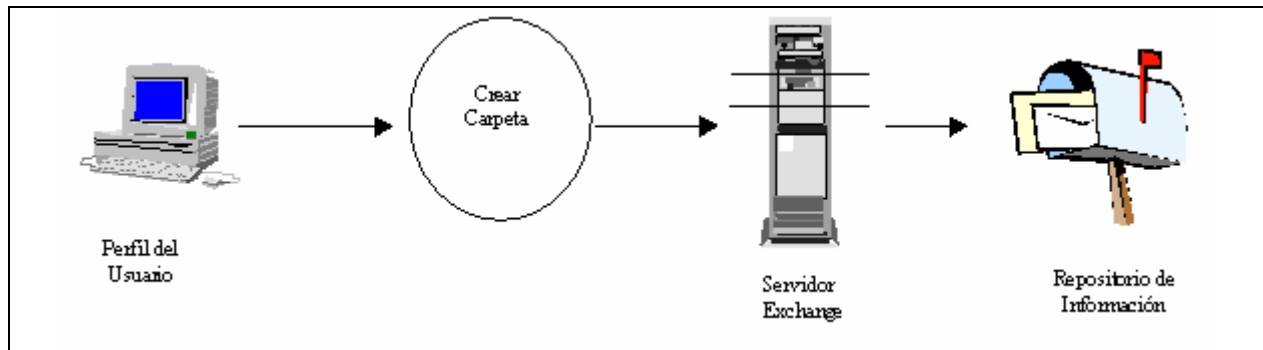 Crear
Carpeta
Perfil del
Usuario
Servidor
Exchange
Repositorio de
Información